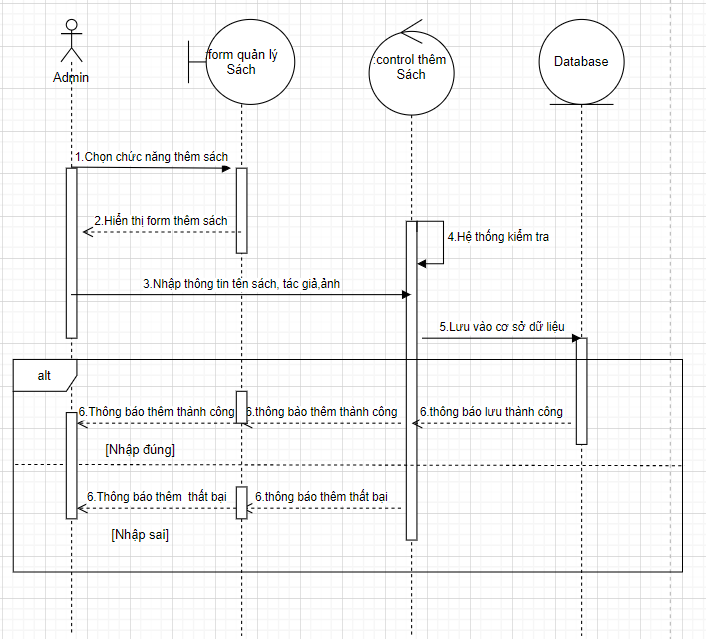 form quản lý
Sách
:control thêm
Sách
Database
Admin
1.Chọn chức năng thêm sách
2.Hiển thị form thêm sách
4.Hệ thống kiểm tra
3.Nhập thông tin tên sách, tác giả,ảnh
5.Lưu vào cơ sở dữ liệu
alt
6.Thông báo thêm thành công
6.thông bào thêm thành công
6.thông báo lưu thành công
[Nhập đúng]
6.Thông báo thêm thất bại
6.thông báo thêm thất bại
[Nhập sai]